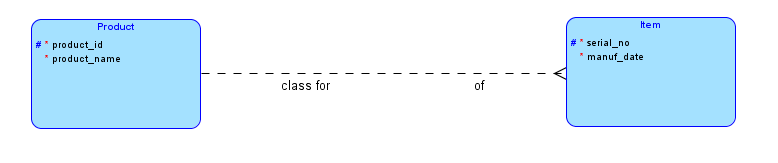 Product
# * product_id
* product_name
class for
of
Item
# * serial_no
* manuf_date